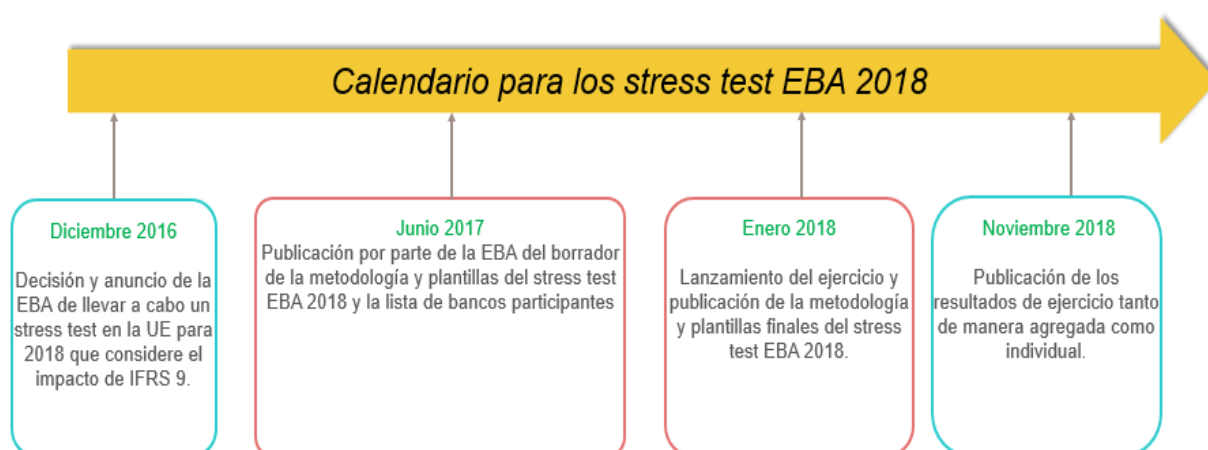 Calendario para los stress test EBA 2018
Diciembre 2016
Decisión y anuncio de la
EBA de llevar a cabo un
stress test en la UE para
2018 que considere el
impacto de IFRS 9.
Junio 2017
Publicación por parte de la EBA del borrador
de la metodología y plantillas del stress test
EBA 2018 y la lista de bancos participantes
Enero 2018
Lanzamiento del ejercicio y
publicación de la metodología
y plantillas finales del stress
test EBA 2018.
Noviembre 2018
Publicación de los
resultados de ejercicio tanto
de manera agregada como
individual.